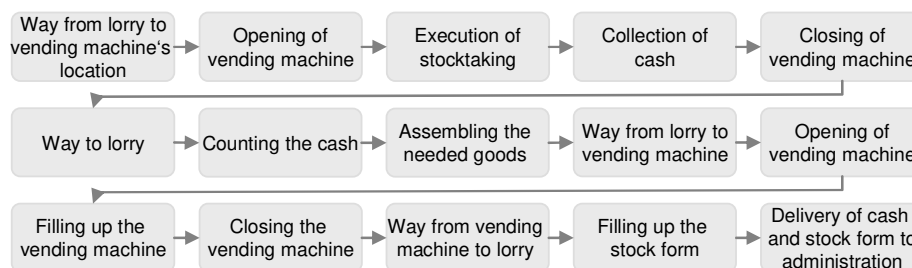 Way from lorry to
vending machine‘s
location
Opening of
vending machine
Execution of
stocktaking
Collection of
cash
Closing of
vending machine
Way to lorry
Counting the cash
Assembling the
needed goods
Way from lorry to
vending machine
Opening of
vending machine
Filling up the
vending machine
Closing the
vending machine
Way from vending
machine to lorry
Filling up the
stock form
Delivery of cash
and stock form to
administration